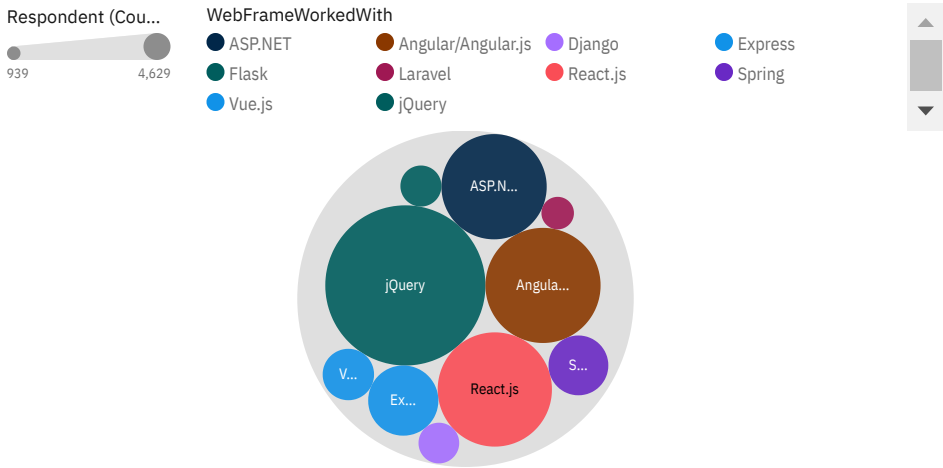 Respondent (Cou...
939 4,629
WebFrameWorkedWith
ASP.NET Angular/Angular.js Django Express
Flask Laravel React.js Spring
Vue.js jQuery
ASP.N...
jQuery
Angula...
S...
V...
React.js
Ex...